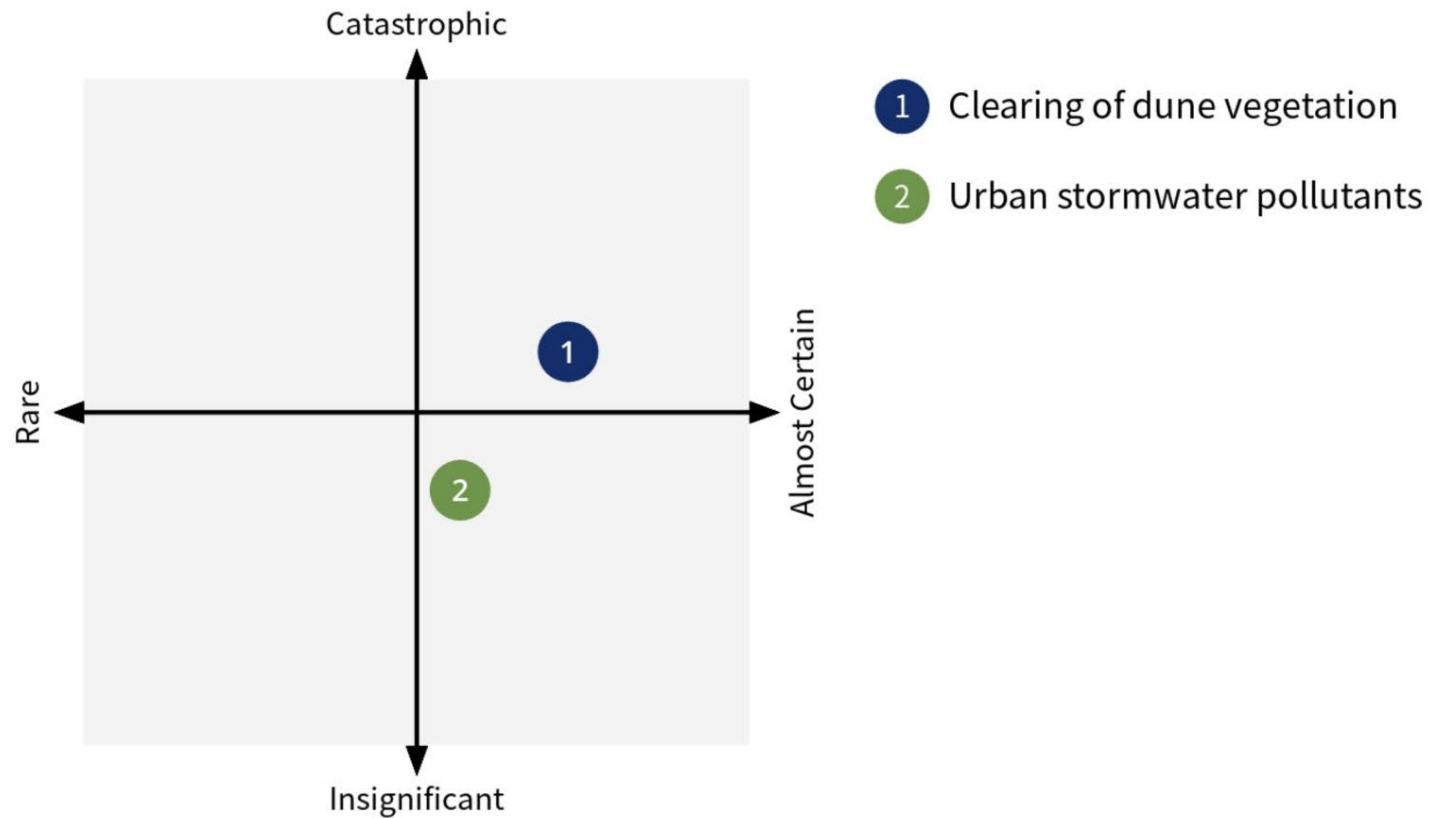 Catastrophic
1 Clearing of dune vegetation
2 Urban stormwater pollutants
1
Rare
Almost Certain
2
Insignificant